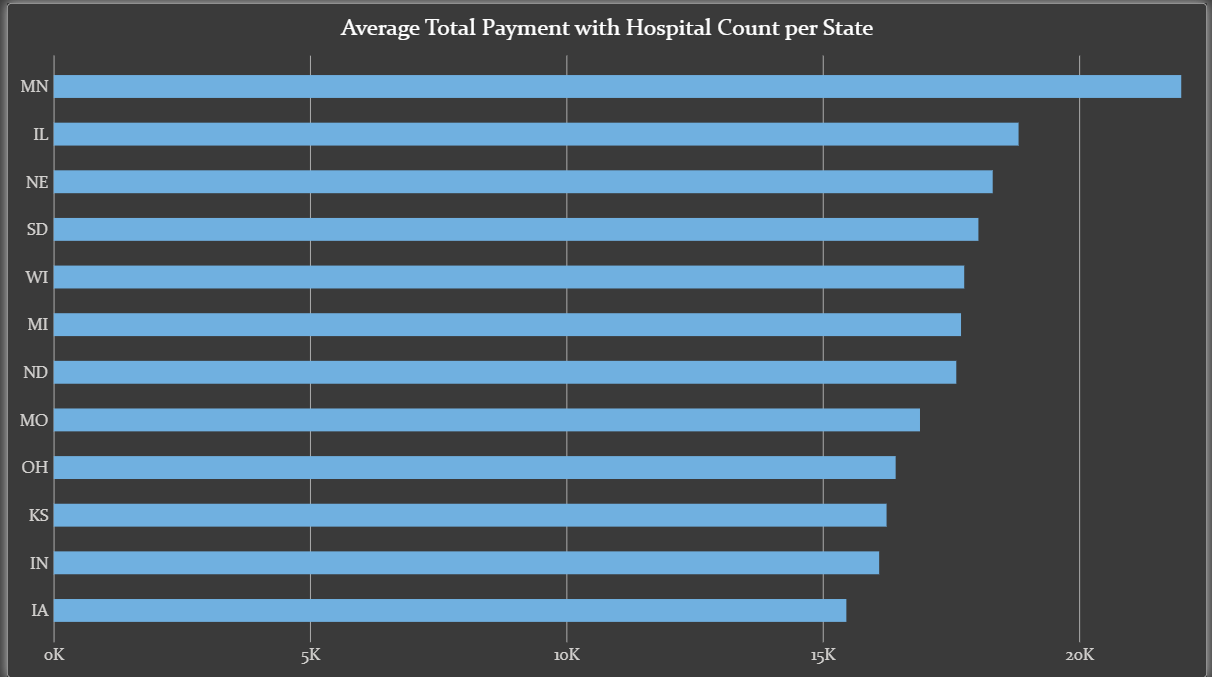 Average Total Payment with Hospital Count per State
MN
IL
NE
SD
WI
MI
ND
MO
OH
KS
IN
IA
0K 5K 10K 15K 20K